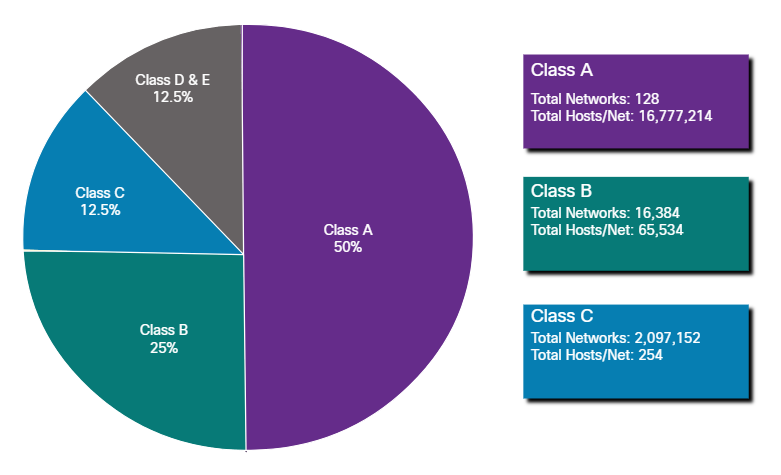 Class D & E
12.5%
Class C
12.5%
Class A
50%
Class B
25%
Class A
Total Networks: 128
Total Hosts/Net: 16,777,214
Class B
Total Networks: 16,384
Total Hosts/Net: 65,534
Class C
Total Networks: 2,097,152
Total Hosts/Net: 254